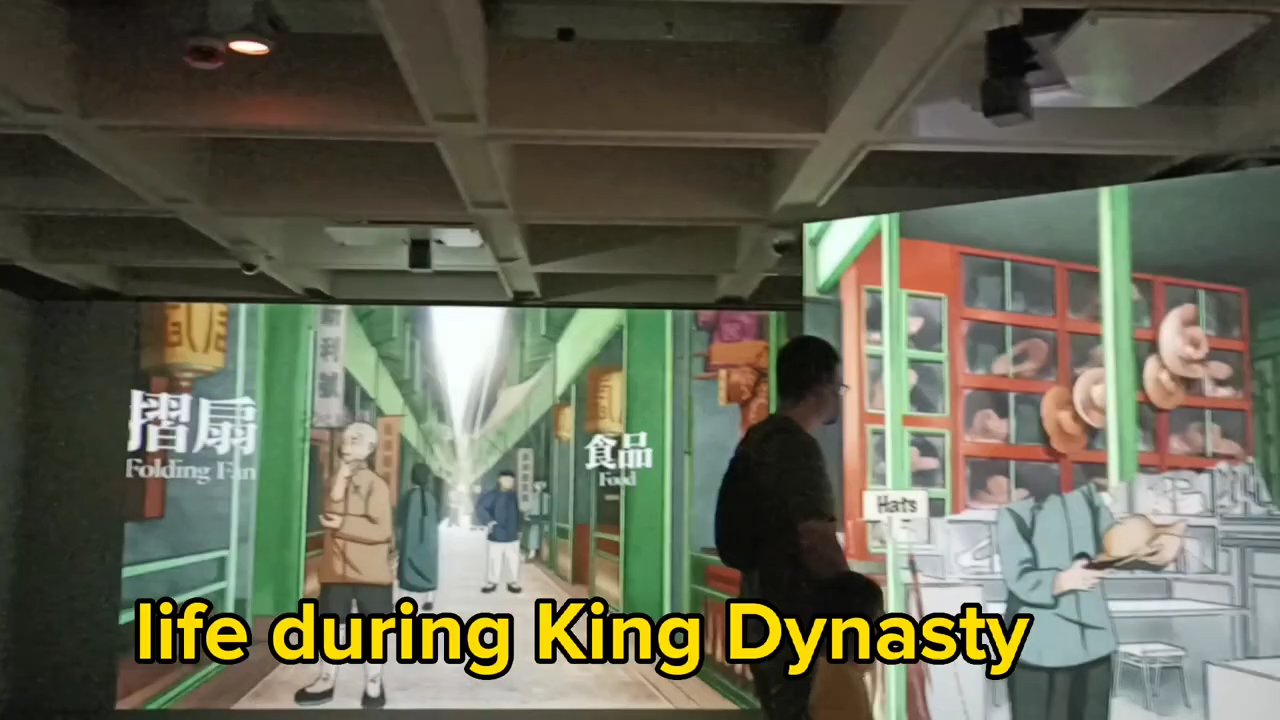 摺扇
Folding Fan
食品
Food
Hats
life during King Dynasty